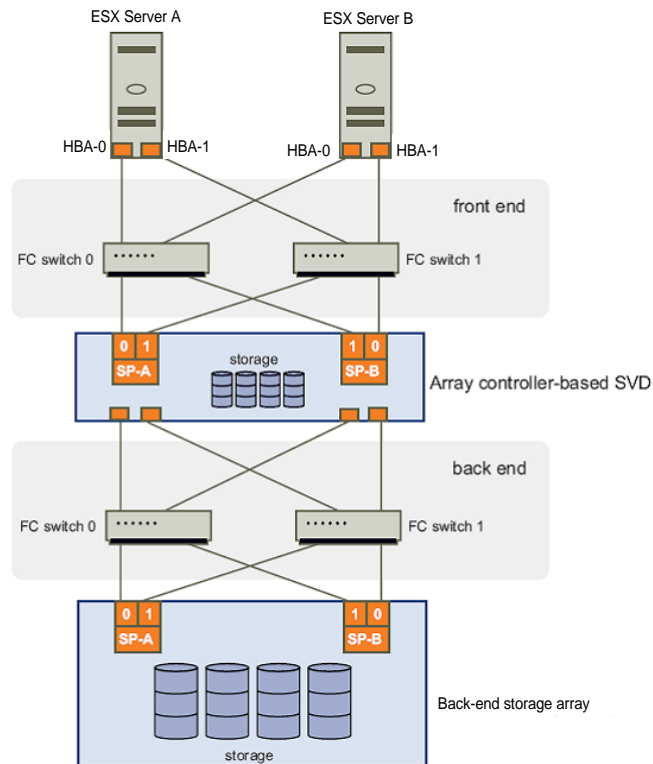 ESX Server A
ESX Server B
HBA-0
HBA-1
HBA-0
HBA-1
front end
FC switch 0
FC switch 1
0 1
SP-A
storage
1 0
SP-B
Array controller-based SVD
back end
FC switch 0
FC switch 1
0 1
SP-A
1 0
SP-B
Back-end storage array
storage